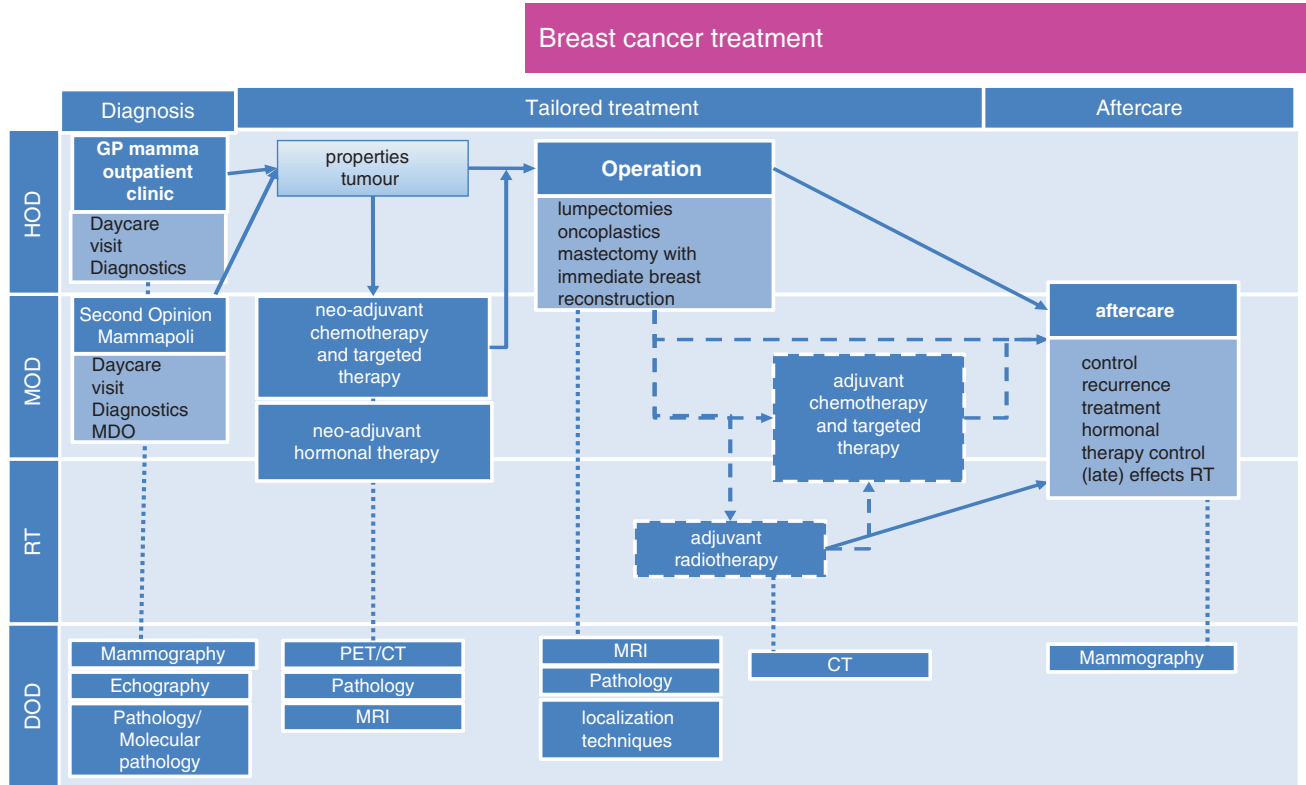 Breast cancer treatment
Diagnosis
Tailored treatment
Aftercare
HOD
GP mamma
outpatient
clinic
Daycare
visit
Diagnostics
properties
tumour
Operation
lumpectomies
oncoplastics
mastectomy with
immediate breast
reconstruction
MOD
Second Opinion
Mammapoli
Daycare
visit
Diagnostics
MDO
neo-adjuvant
chemotherapy
and targeted
therapy
neo-adjuvant
hormonal therapy
adjuvant
chemotherapy
and targeted
therapy
aftercare
control
recurrence
treatment
hormonal
therapy control
(late) effects RT
RT
adjuvant
radiotherapy
DOD
Mammography
Echography
Pathology/
Molecular
pathology
PET/CT
Pathology
MRI
MRI
Pathology
localization
techniques
CT
Mammography